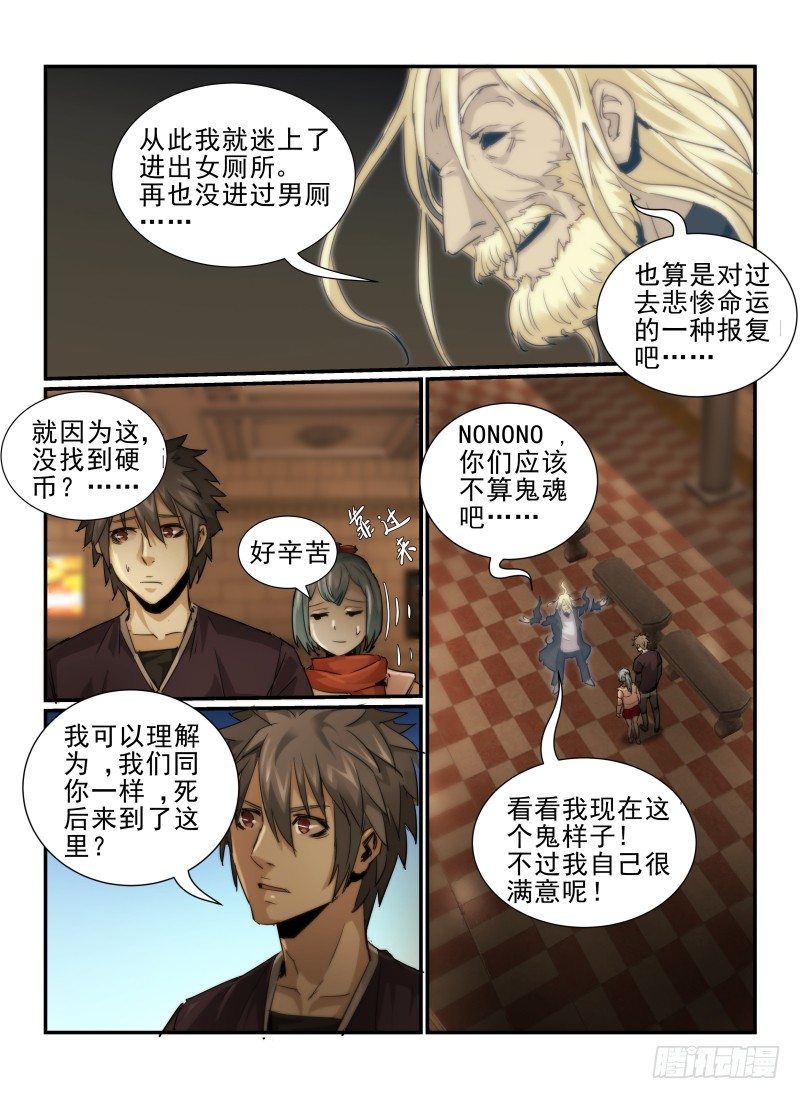 从此我就迷上了
进出女厕所。
再也没进过男厕
……
也算是对过
去悲惨命运
的一种报复
吧……
就因为这,
没找到硬
币？……
好辛苦
靠过来
我可以理解
为,我们同
你一样,死
后来到了这
里？
NONONO,
你们应该
不算鬼魂
吧……
看看我现在这
个鬼样子!
不过我自己很
满意呢!
腾讯动漫